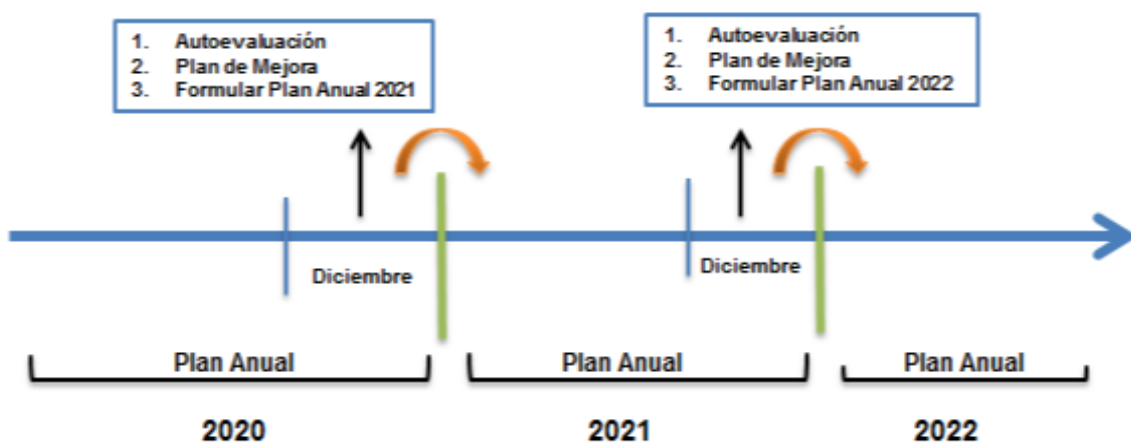 1. Autoevaluación
2. Plan de Mejora
3. Formular Plan Anual 2021
1. Autoevaluación
2. Plan de Mejora
3. Formular Plan Anual 2022
Diciembre
Diciembre
Plan Anual
Plan Anual
Plan Anual
2020
2021
2022